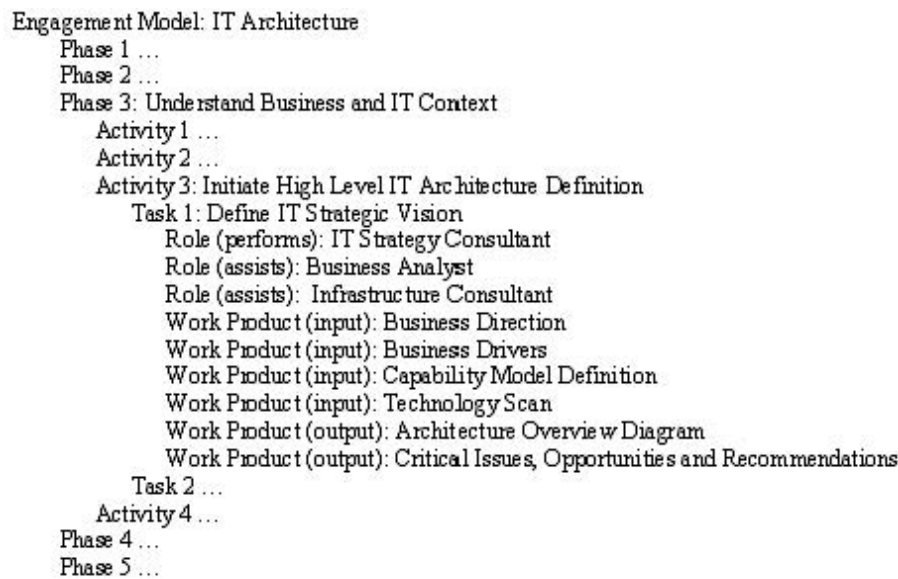 Engagement Model: IT Architecture
Phase 1 ...
Phase 2 ...
Phase 3: Understand Business and IT Context
Activity 1 ...
Activity 2 ...
Activity 3: Initiate High Level IT Architecture Definition
Task 1: Define IT Strategic Vision
Role (performs): IT Strategy Consultant
Role (assists): Business Analyst
Role (assists): Infrastructure Consultant
Work Product (input): Business Direction
Work Product (input): Business Drivers
Work Product (input): Capability Model Definition
Work Product (input): Technology Scan
Work Product (output): Architecture Overview Diagram
Work Product (output): Critical Issues, Opportunities and Recommendations
Task 2 ...
Activity 4 ...
Phase 4 ...
Phase 5 ...